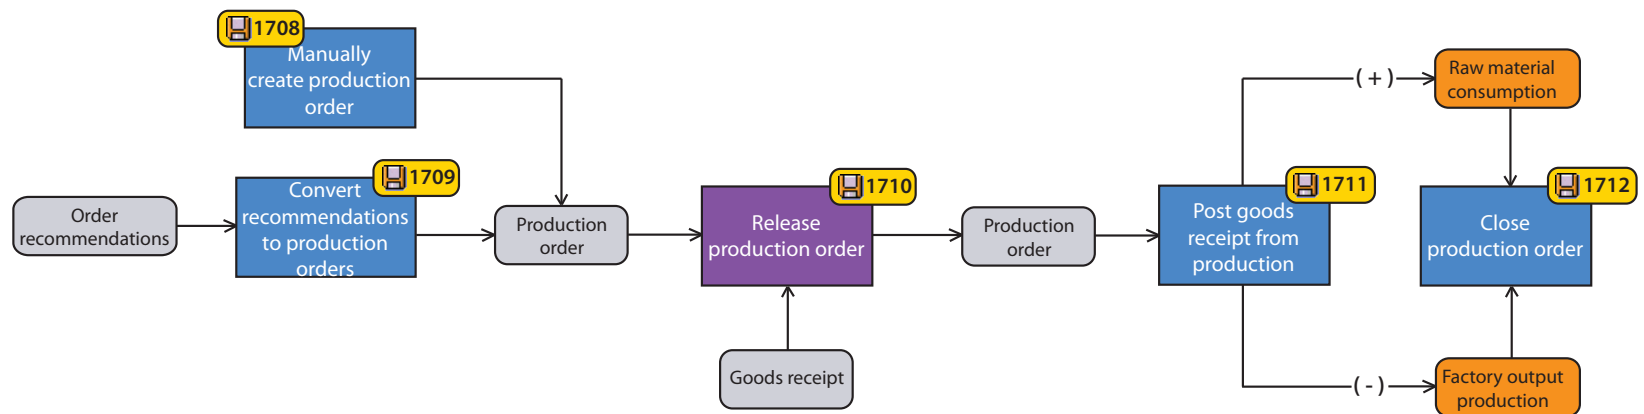 1708
Manually
create production
order
Order
recommendations
1709
Convert
recommendations
to production
orders
Production
order
1710
Release
production order
Goods receipt
Production
order
1711
Post goods
receipt from
production
( + )
Raw material
consumption
( - )
Factory output
production
1712
Close
production order